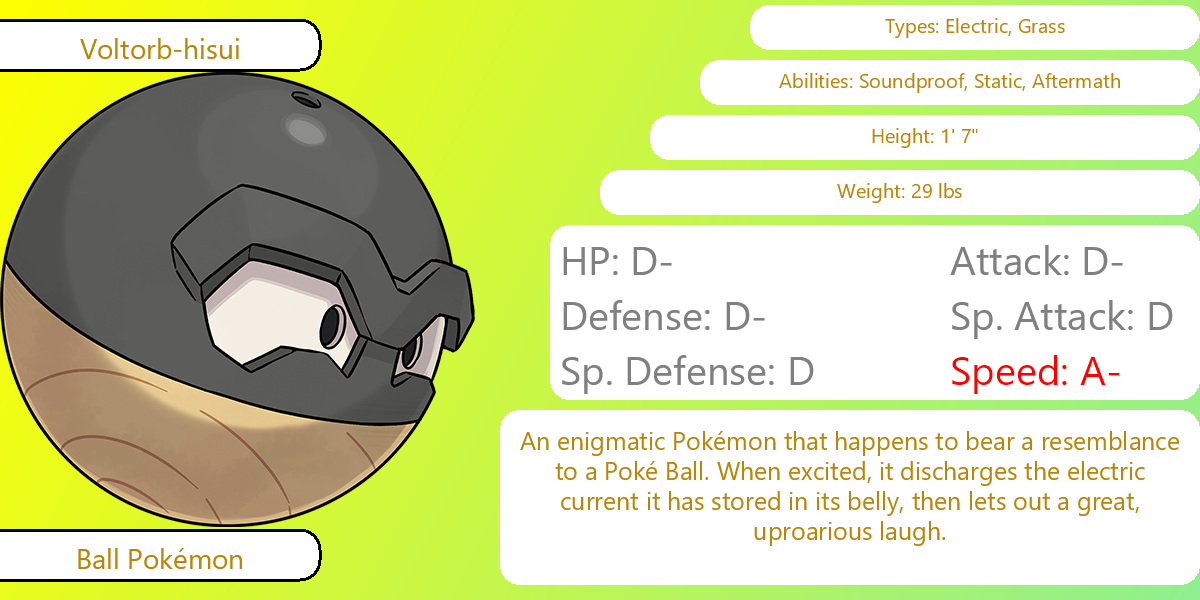 Voltorb-hisui
Types: Electric, Grass
Abilities: Soundproof, Static, Aftermath
Height: 1' 7"
Weight: 29 lbs
HP: D-
Attack: D-
Defense: D-
Sp. Attack: D
Sp. Defense: D
Speed: A-
An enigmatic Pokémon that happens to bear a resemblance
to a Poké Ball. When excited, it discharges the electric
current it has stored in its belly, then lets out a great,
uproarious laugh.
Ball Pokémon